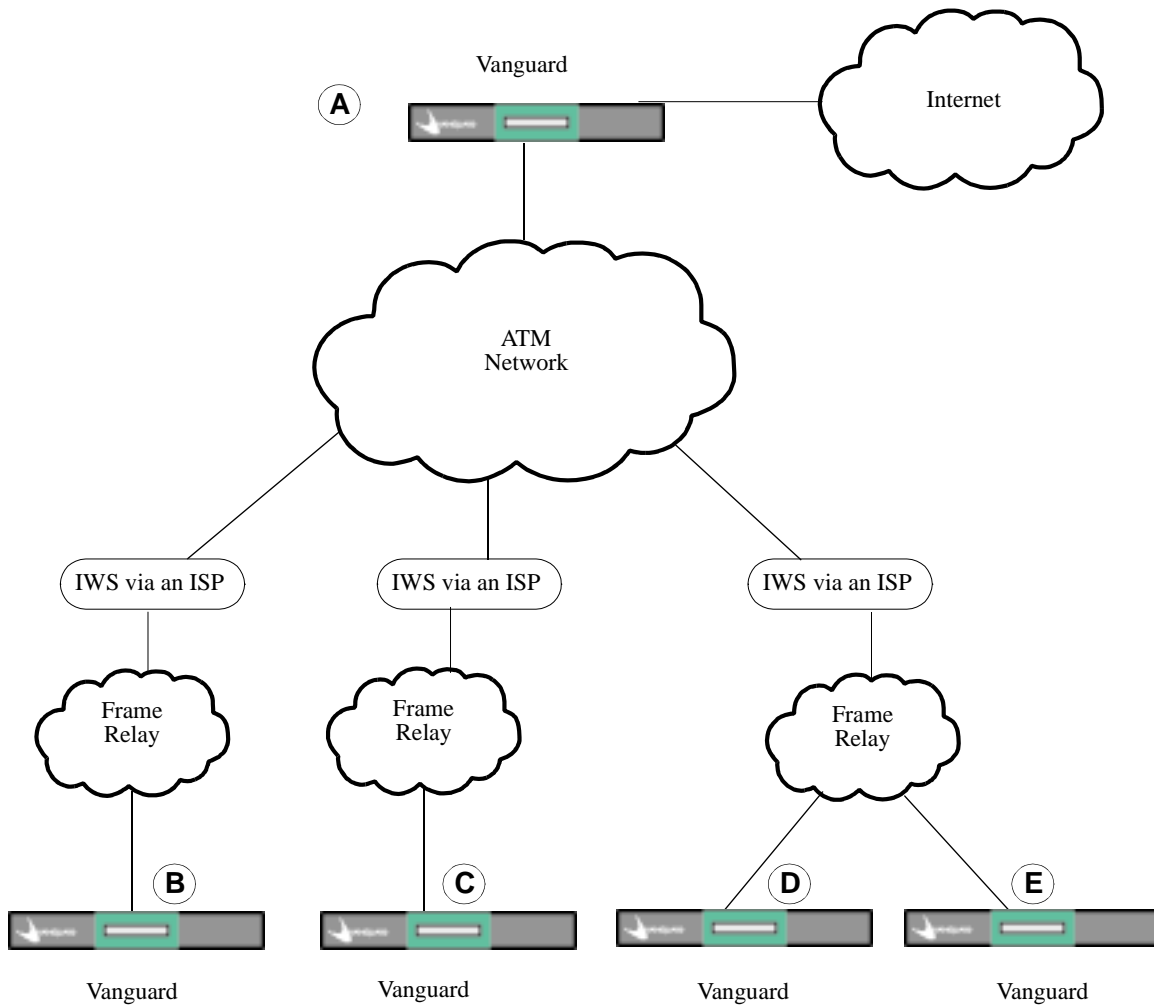 Vanguard
A
Internet
ATM
Network
IWS via an ISP
IWS via an ISP
IWS via an ISP
Frame
Relay
Frame
Relay
Frame
Relay
B
C
D
E
Vanguard
Vanguard
Vanguard
Vanguard